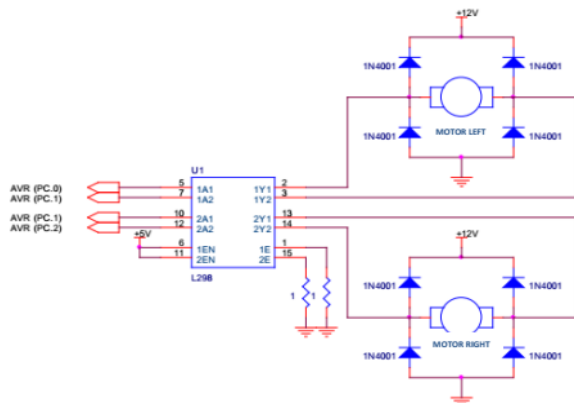 +12V
1N4001 1N4001
MOTOR LEFT
1N4001 1N4001
U1
AVR (PC.0) 5 1A1 1Y1 2
AVR (PC.1) 7 1A2 1Y2 3
AVR (PC.1) 10 2A1 2Y1 13
AVR (PC.2) 12 2A2 2Y2 14
+5V
6 1EN 1E 1
11 2EN 2E 15
L298
1 1
+12V
1N4001 1N4001
MOTOR RIGHT
1N4001 1N4001